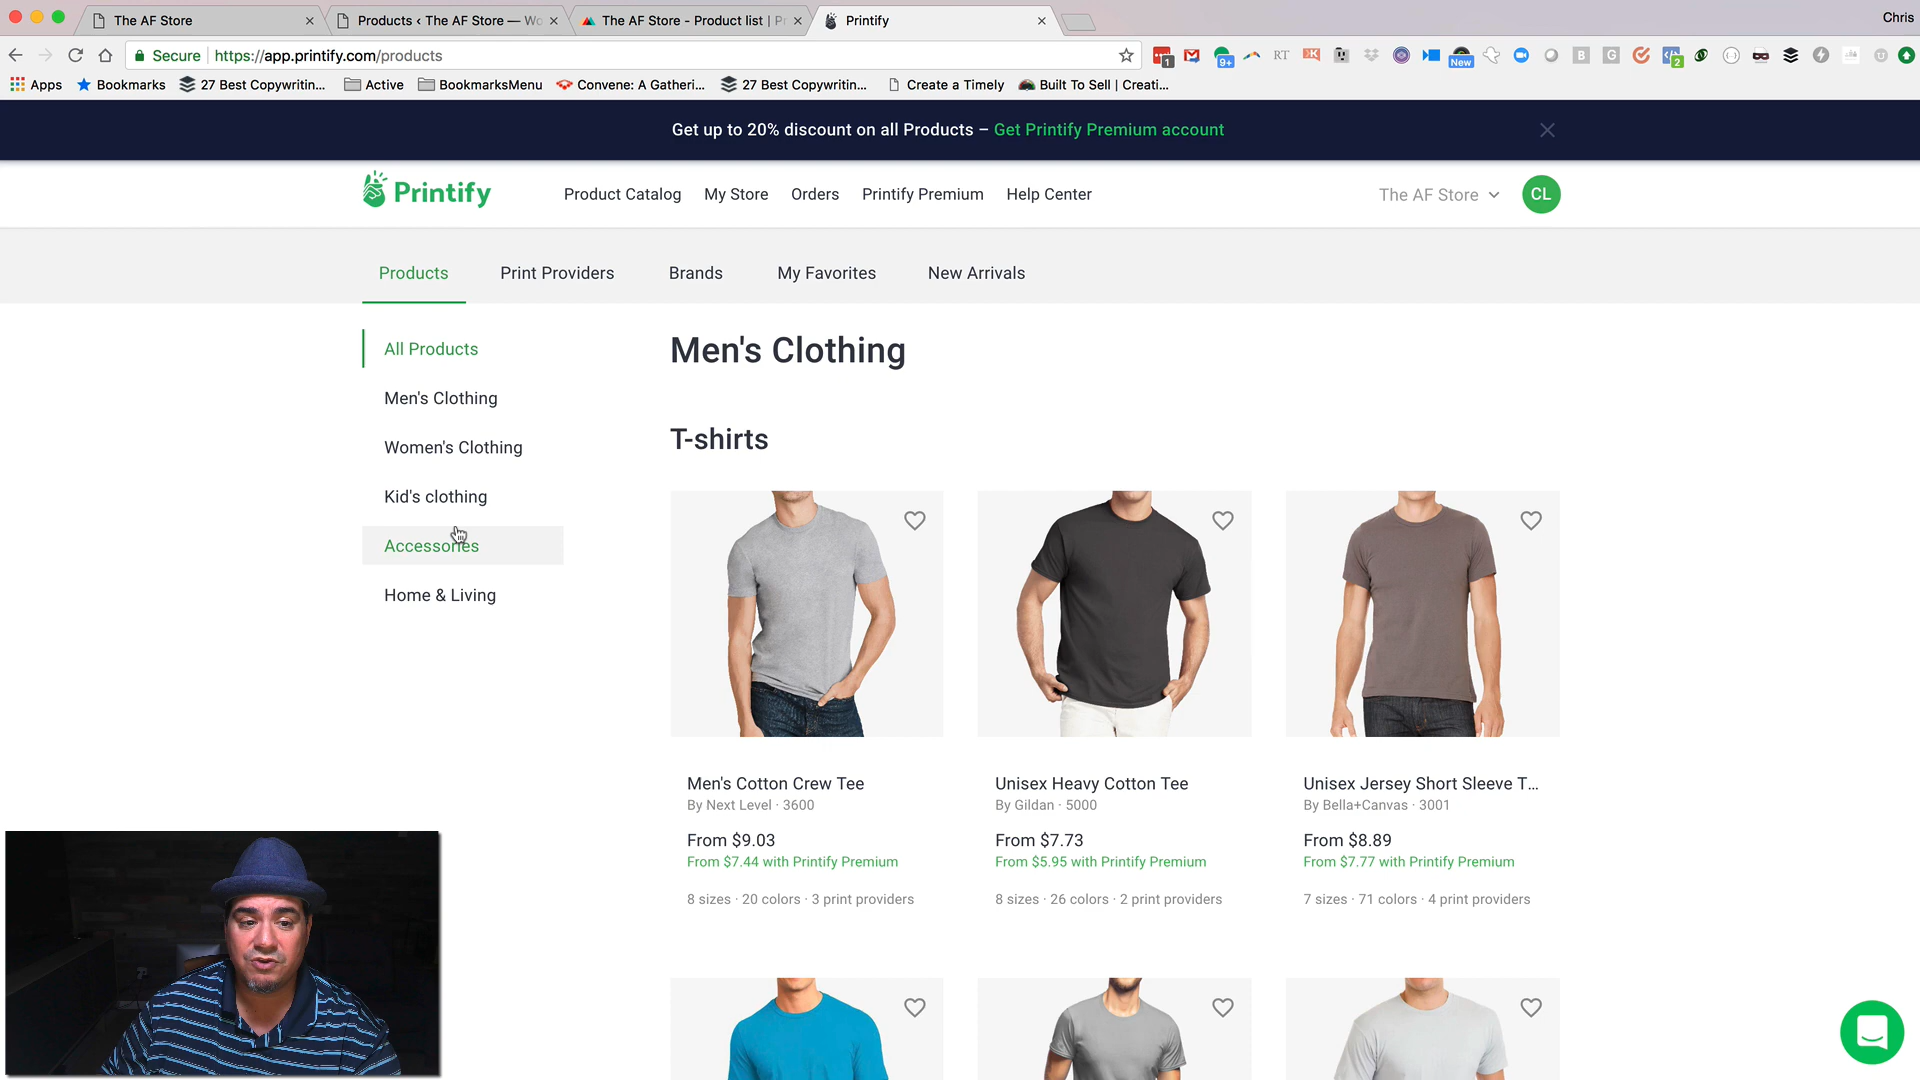 The AF Store
Products ‹ The AF Store — Wo
The AF Store - Product list | Pr
Printify
Chris
Secure
https://app.printify.com/products
1
9+
RT
New
B
G
2
Apps
Bookmarks
27 Best Copywritin...
Active
BookmarksMenu
Convene: A Gatheri...
27 Best Copywritin...
Create a Timely
Built To Sell | Creati...
Get up to 20% discount on all Products – Get Printify Premium account
Printify
Product Catalog
My Store
Orders
Printify Premium
Help Center
The AF Store
CL
Products
Print Providers
Brands
My Favorites
New Arrivals
All Products
Men's Clothing
Women's Clothing
Kid's clothing
Accessories
Home & Living
Men's Clothing
T-shirts
Men's Cotton Crew Tee
By Next Level · 3600
From $9.03
From $7.44 with Printify Premium
8 sizes · 20 colors · 3 print providers
Unisex Heavy Cotton Tee
By Gildan · 5000
From $7.73
From $5.95 with Printify Premium
8 sizes · 26 colors · 2 print providers
Unisex Jersey Short Sleeve T...
By Bella+Canvas · 3001
From $8.89
From $7.77 with Printify Premium
7 sizes · 71 colors · 4 print providers